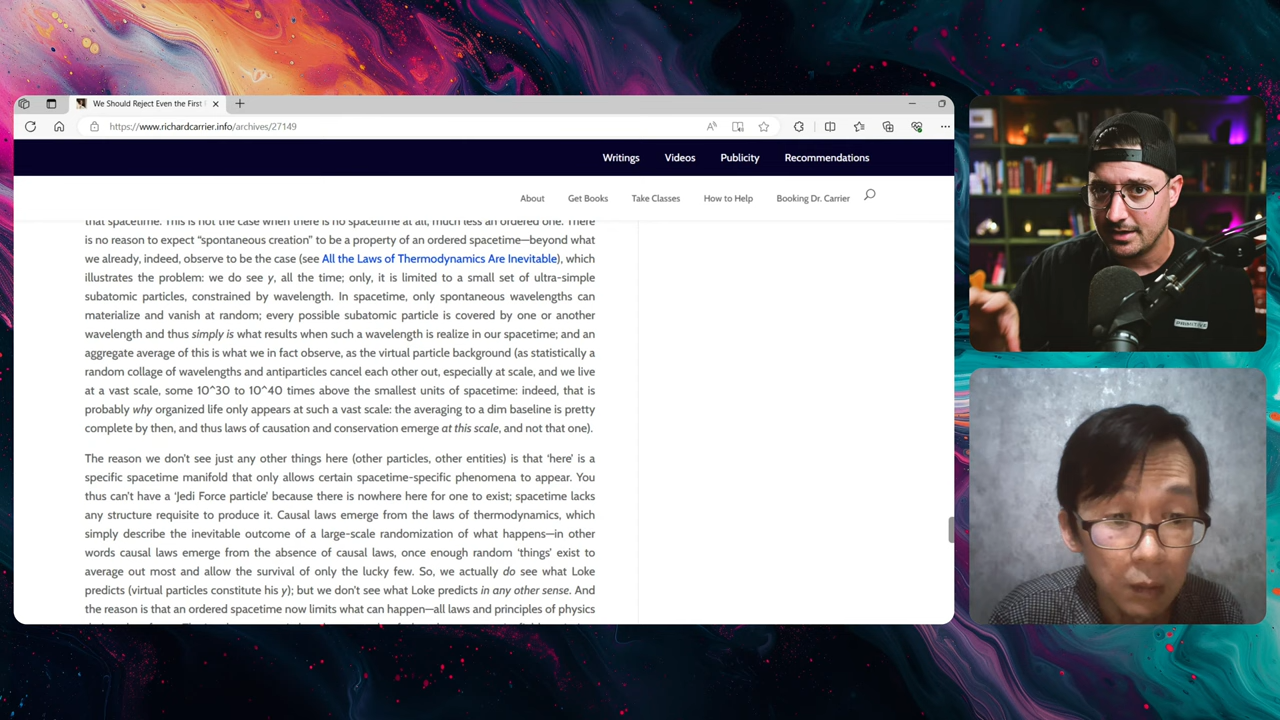 We Should Reject Even the First
https://www.richardcarrier.info/archives/27149
Writings Videos Publicity Recommendations
About Get Books Take Classes How to Help Booking Dr. Carrier
that spacetime. This is not the case when there is no spacetime at all, much less an ordered one. There
is no reason to expect “spontaneous creation” to be a property of an ordered spacetime—beyond what
we already, indeed, observe to be the case (see All the Laws of Thermodynamics Are Inevitable), which
illustrates the problem: we do see y, all the time; only, it is limited to a small set of ultra-simple
subatomic particles, constrained by wavelength. In spacetime, only spontaneous wavelengths can
materialize and vanish at random; every possible subatomic particle is covered by one or another
wavelength and thus simply is what results when such a wavelength is realize in our spacetime; and an
aggregate average of this is what we in fact observe, as the virtual particle background (as statistically a
random collage of wavelengths and antiparticles cancel each other out, especially at scale, and we live
at a vast scale, some 10^30 to 10^40 times above the smallest units of spacetime: indeed, that is
probably why organized life only appears at such a vast scale: the averaging to a dim baseline is pretty
complete by then, and thus laws of causation and conservation emerge at this scale, and not that one).
The reason we don’t see just any other things here (other particles, other entities) is that ‘here’ is a
specific spacetime manifold that only allows certain spacetime-specific phenomena to appear. You
thus can’t have a ‘Jedi Force particle’ because there is nowhere here for one to exist; spacetime lacks
any structure requisite to produce it. Causal laws emerge from the laws of thermodynamics, which
simply describe the inevitable outcome of a large-scale randomization of what happens—in other
words causal laws emerge from the absence of causal laws, once enough random ‘things’ exist to
average out most and allow the survival of only the lucky few. So, we actually do see what Loke
predicts (virtual particles constitute his y); but we don’t see what Loke predicts in any other sense. And
the reason is that an ordered spacetime now limits what can happen—all laws and principles of physics